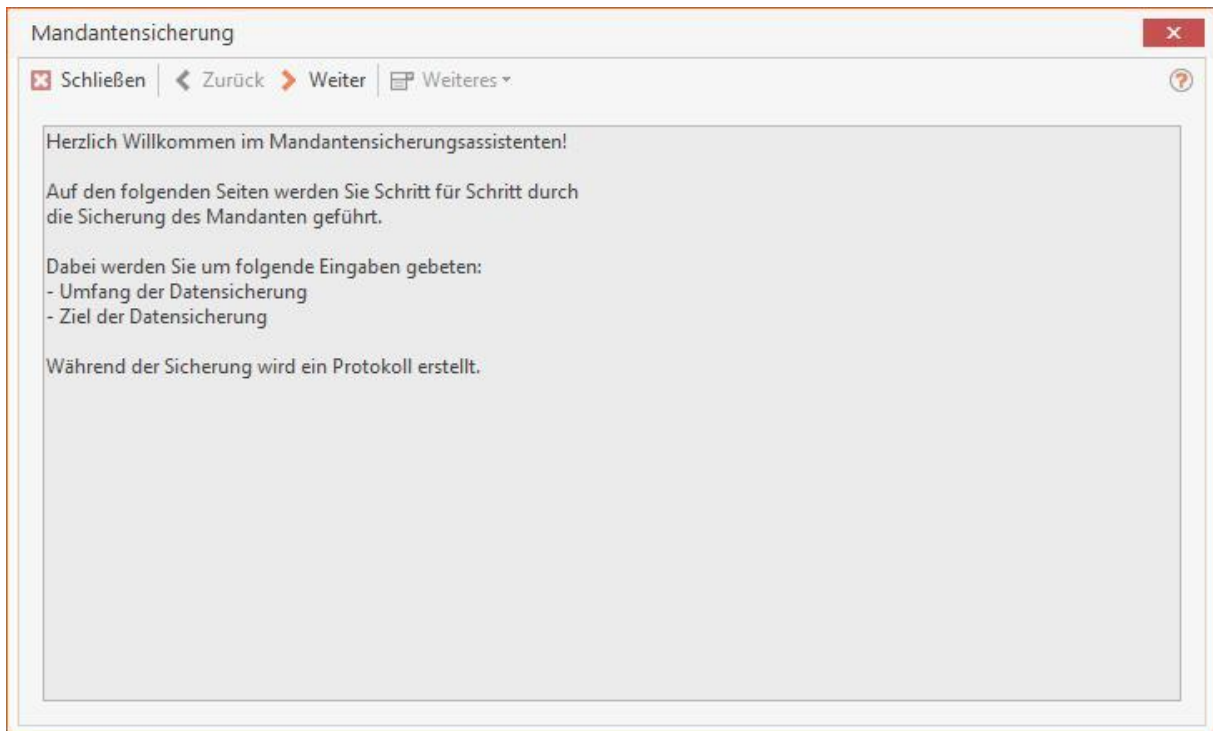 Mandantensicherung
Schließen Zurück Weiter Weiteres
Herzlich Willkommen im Mandantensicherungsassistenten!
Auf den folgenden Seiten werden Sie Schritt für Schritt durch
die Sicherung des Mandanten geführt.
Dabei werden Sie um folgende Eingaben gebeten:
- Umfang der Datensicherung
- Ziel der Datensicherung
Während der Sicherung wird ein Protokoll erstellt.